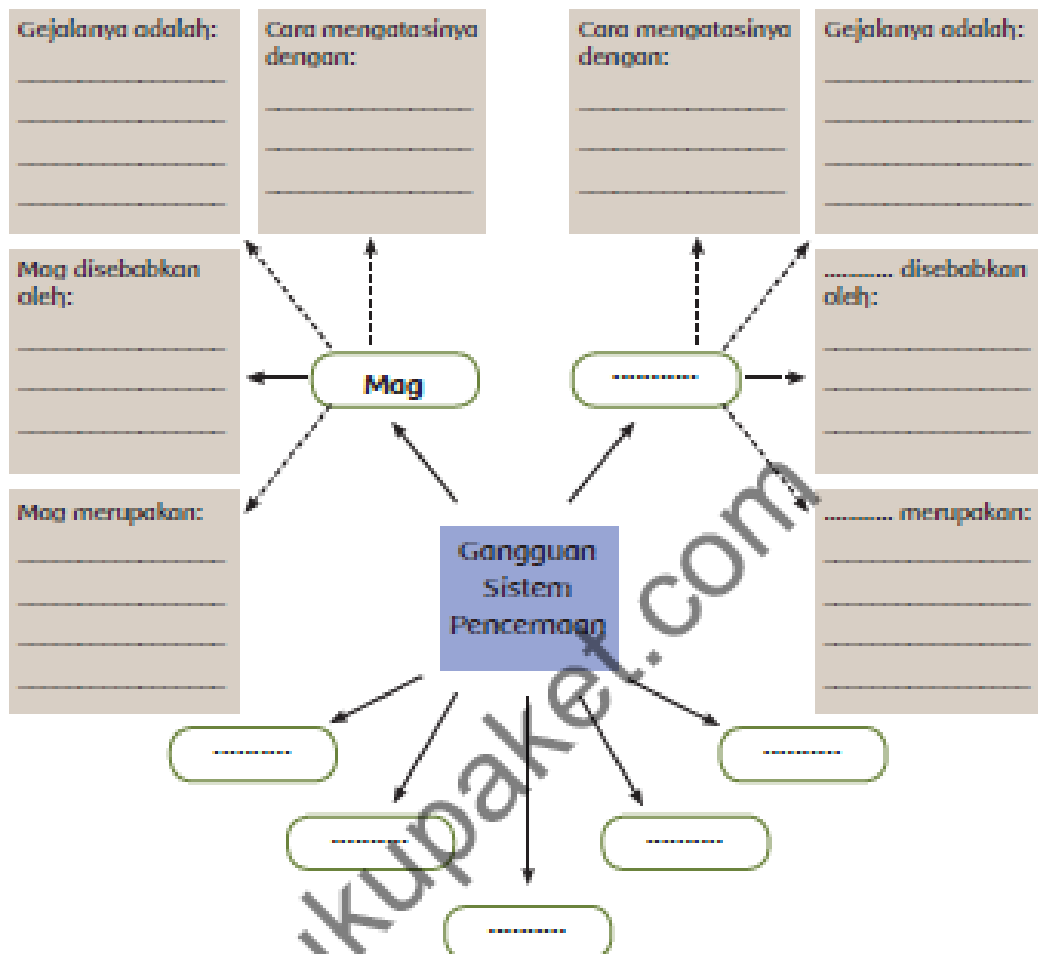 Gejalanya adalah:
Cara mengatasinya
dengan:
Cara mengatasinya
dengan:
Gejalanya adalah:
Mag disebabkan
oleh:
............ disebabkan
oleh:
Mag
..............
Mag merupakan:
............ merupakan:
Gangguan
Sistem
Pencernaan
.............
.............
.............
.............
.............
ukupaket.com